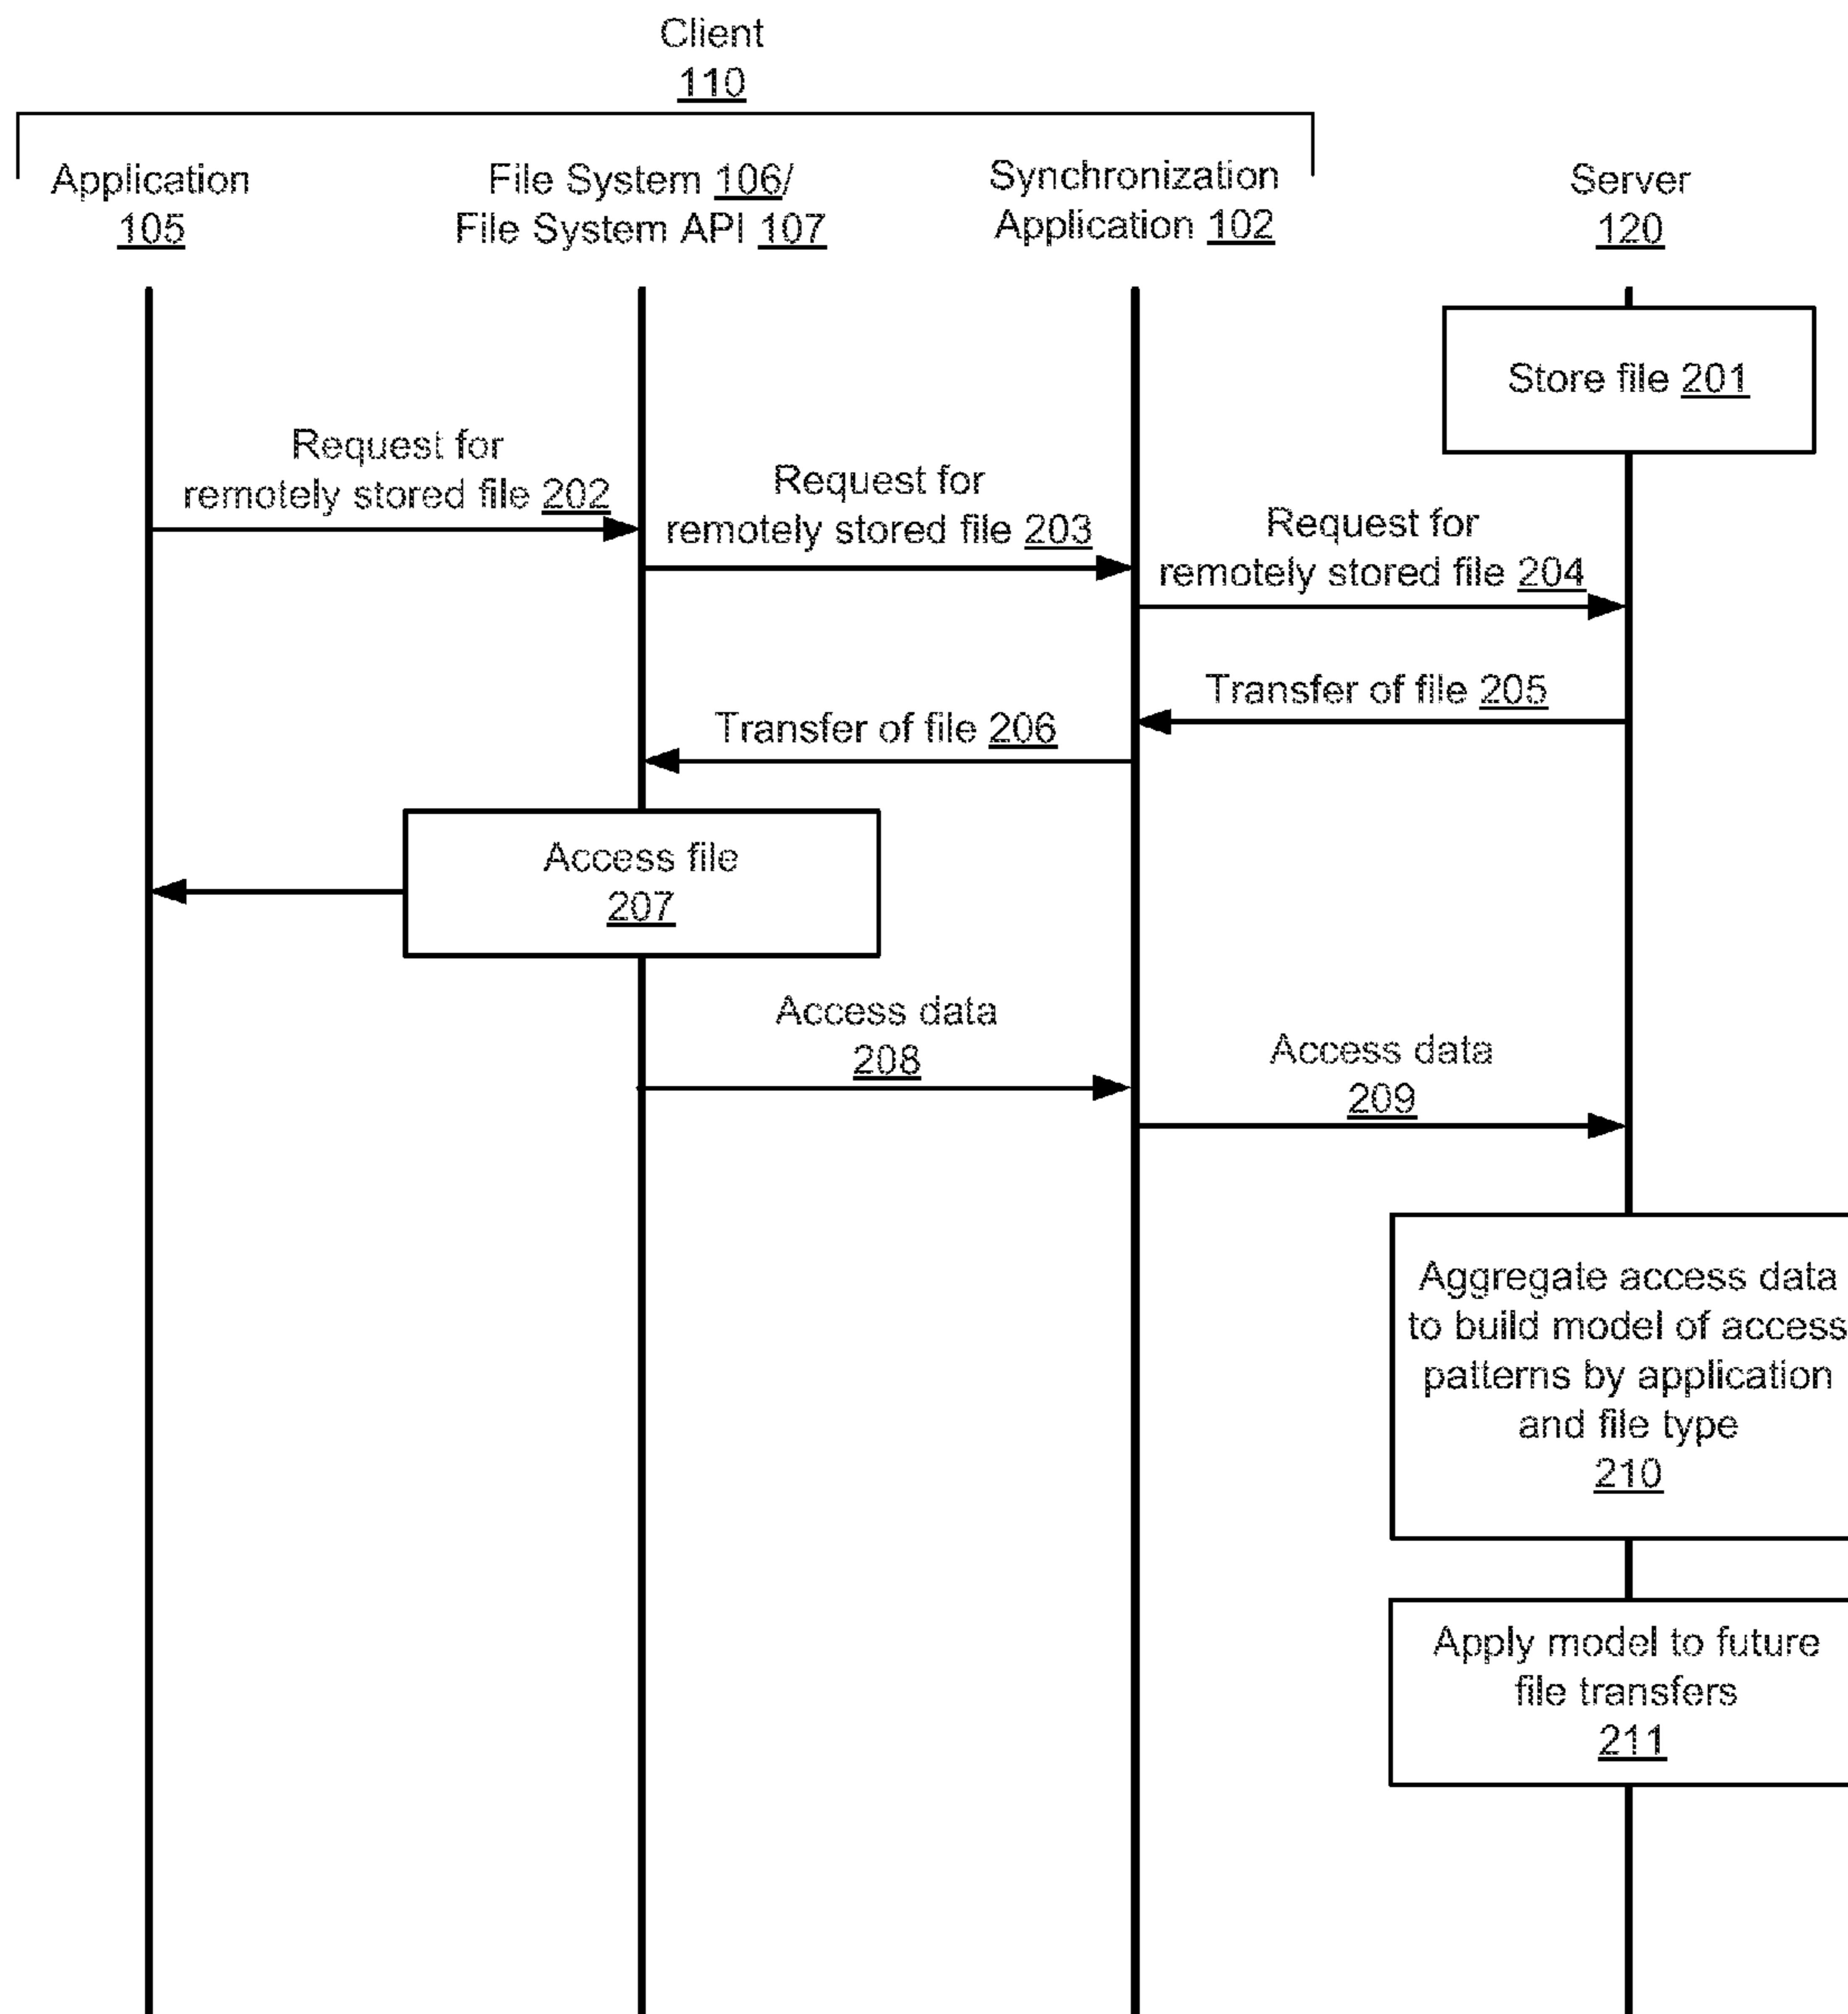 Client
110
Application
105
File System 106/
File System API 107
Synchronization
Application 102
Server
120
Store file 201
Request for
remotely stored file 202
Request for
remotely stored file 203
Request for
remotely stored file 204
Transfer of file 205
Transfer of file 206
Access file
207
Access data
208
Access data
209
Aggregate access data
to build model of access
patterns by application
and file type
210
Apply model to future
file transfers
211